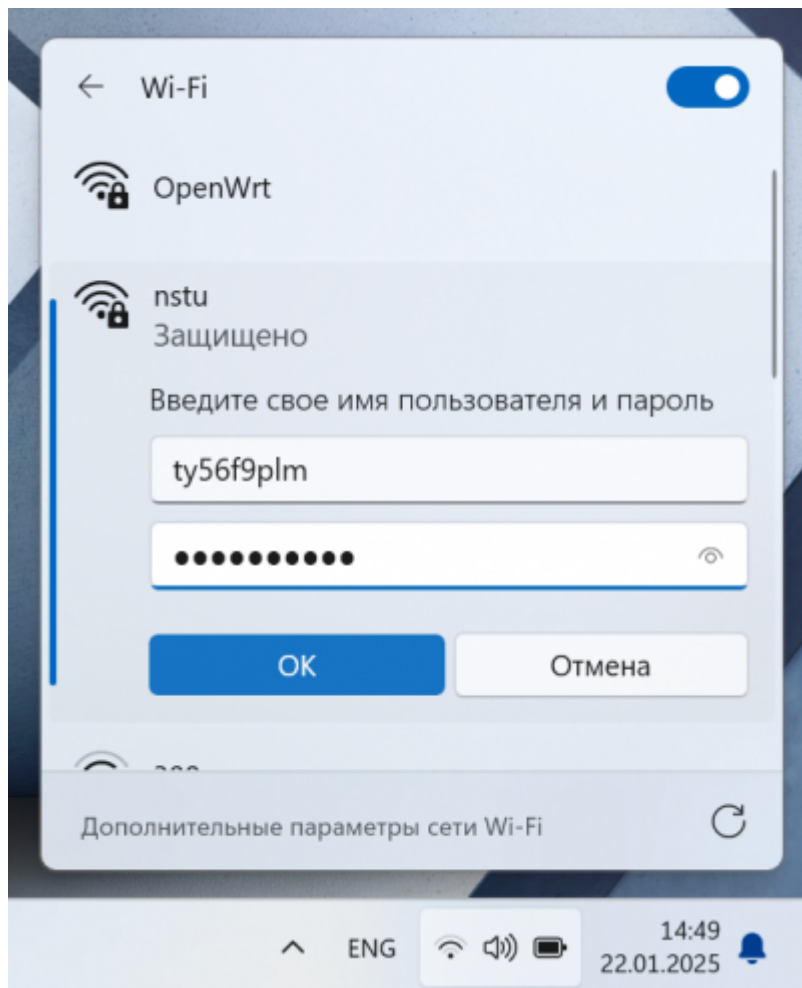 Wi-Fi
OpenWrt
nstu
Защищено
Введите свое имя пользователя и пароль
ty56f9plm
●●●●●●●●●●
OK
Отмена
Дополнительные параметры сети Wi-Fi
ENG
14:49
22.01.2025